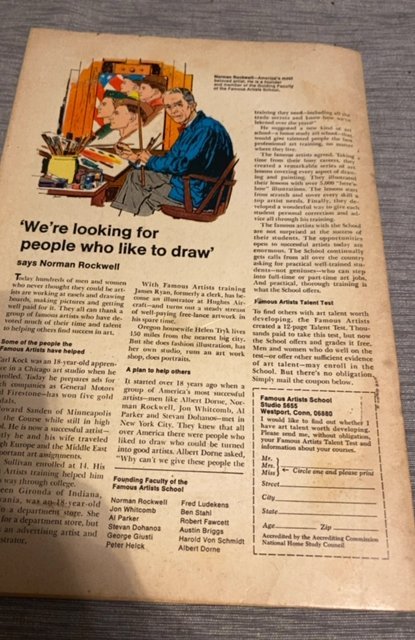 Norman Rockwell—America's most
beloved artist. He is a founder
and member of the Guiding Faculty
of the Famous Artists School.
'We're looking for
people who like to draw'
says Norman Rockwell
Today hundreds of men and women
who never thought they could be art-
ists are working at easels and drawing
boards, making pictures and getting
well paid for it. They all can thank a
group of famous artists who have de-
voted much of their time and talent
to helping others find success in art.
Some of the people the
Famous Artists have helped
Carl Kock was an 18-year-old appren-
in a Chicago art studio when he
enrolled. Today he prepares ads for
companies as General Motors
Firestone—has won five gold
Edward Sanden of Minneapolis
the Course while still in high
He is now a successful artist—
he and his wife traveled
Europe and the Middle East
important art assignments.
Sullivan enrolled at 14. His
Artists training helped him
way through college.
Gironda of Indiana,
was an 18-year-old
a department store. She
for a department store, but
an advertising artist and
With Famous Artists training
James Ryan, formerly a clerk, has be-
come an illustrator at Hughes Air-
craft—and turns out a steady stream
of well-paying free-lance artwork in
his spare time.
Oregon housewife Helen Tryk lives
150 miles from the nearest big city.
But she does fashion illustration, has
her own studio, runs an art work
shop, does portraits.
A plan to help others
It started over 18 years ago when a
group of America's most successful
artists—men like Albert Dorne, Nor-
man Rockwell, Jon Whitcomb, Al
Parker and Stevan Dohanos—met in
New York City. They knew that all
over America there were people who
liked to draw who could be turned
into good artists. Albert Dorne asked,
"Why can't we give these people the
Founding Faculty of the
Famous Artists School
Norman Rockwell
Jon Whitcomb
Al Parker
Stevan Dohanos
George Giusti
Peter Helck
Fred Ludekens
Ben Stahl
Robert Fawcett
Austin Briggs
Harold Von Schmidt
Albert Dorne
training they need—including all the
trade secrets and know how we've
labored over the years?"
He suggested a new kind of art
school—a home study art school—that
would give talented people the best
professional art training, no matter
where they live.
The famous artists agreed. Taking
time from their busy careers, they
created a remarkable series of art
lessons covering every aspect of draw-
ing and painting. They illustrated
their lessons with over 5,000 "here's-
how" illustrations. The lessons start
from scratch and cover every skill a
top artist needs. Finally, they de-
veloped a wonderful way to give each
student personal correction and ad-
vice all through his training.
The famous artists with the School
are not surprised at the success of
their students. The opportunities
open to successful artists today are
enormous. The School continually
gets calls from all over the country
asking for practical well-trained stu-
dents—not geniuses—who can step
into full-time or part-time art jobs.
And practical, thorough training is
what the School offers.
Famous Artists Talent Test
To find others with art talent worth
developing, the Famous Artists
created a 12-page Talent Test. Thou-
sands paid to take this test, but now
the School offers and grades it free.
Men and women who do well on the
test—or offer other sufficient evidence
of art talent—may enroll in the
School. But there's no obligation.
Simply mail the coupon below.
Famous Artists School
Studio 5655
Westport, Conn. 06880
I would like to find out whether I
have art talent worth developing.
Please send me, without obligation,
your Famous Artists Talent Test and
information about your course.
Mr.
Mrs.
Miss Circle one and please print
Street
City
State
Age Zip
Accredited by the Accrediting Commission
National Home Study Council